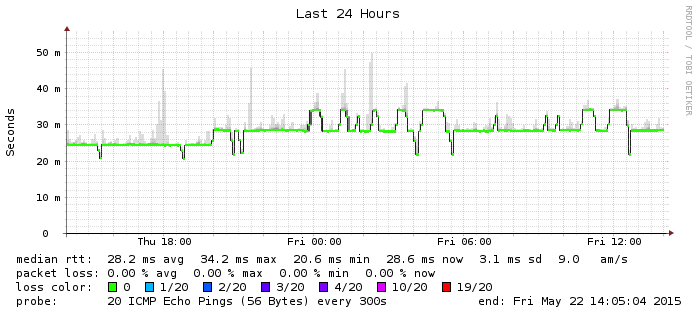 Last 24 Hours
RRDTOOL / TOBI OETIKER
Seconds
50 m
40 m
30 m
20 m
10 m
0
Thu 18:00 Fri 00:00 Fri 06:00 Fri 12:00
median rtt: 28.2 ms avg 34.2 ms max 20.6 ms min 28.6 ms now 3.1 ms sd 9.0 am/s
packet loss: 0.00 % avg 0.00 % max 0.00 % min 0.00 % now
loss color: 0 1/20 2/20 3/20 4/20 10/20 19/20
probe: 20 ICMP Echo Pings (56 Bytes) every 300s end: Fri May 22 14:05:04 2015